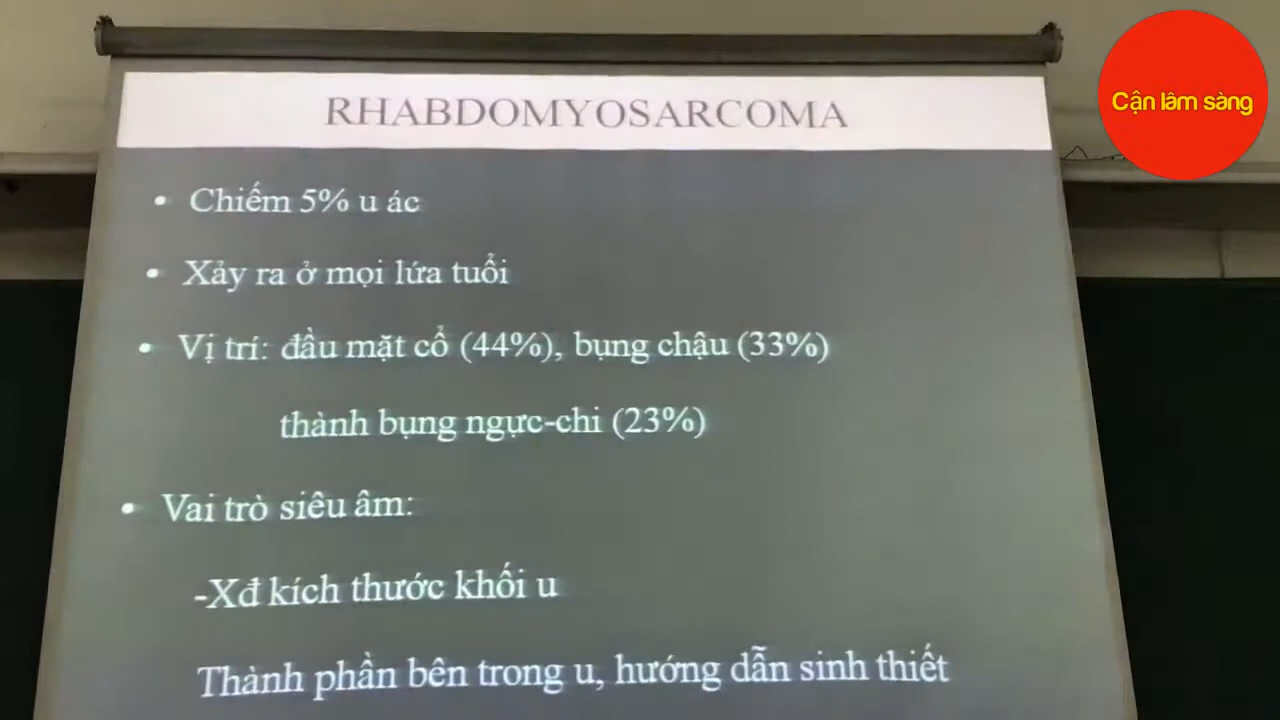 RHABDOMYOSARCOMA
Cận lâm sàng
• Chiếm 5% u ác
• Xảy ra ở mọi lứa tuổi
• Vị trí: đầu mặt cổ (44%), bụng chậu (33%)
thành bụng ngực-chi (23%)
• Vai trò siêu âm:
-Xđ kích thước khối u
Thành phần bên trong u, hướng dẫn sinh thiết